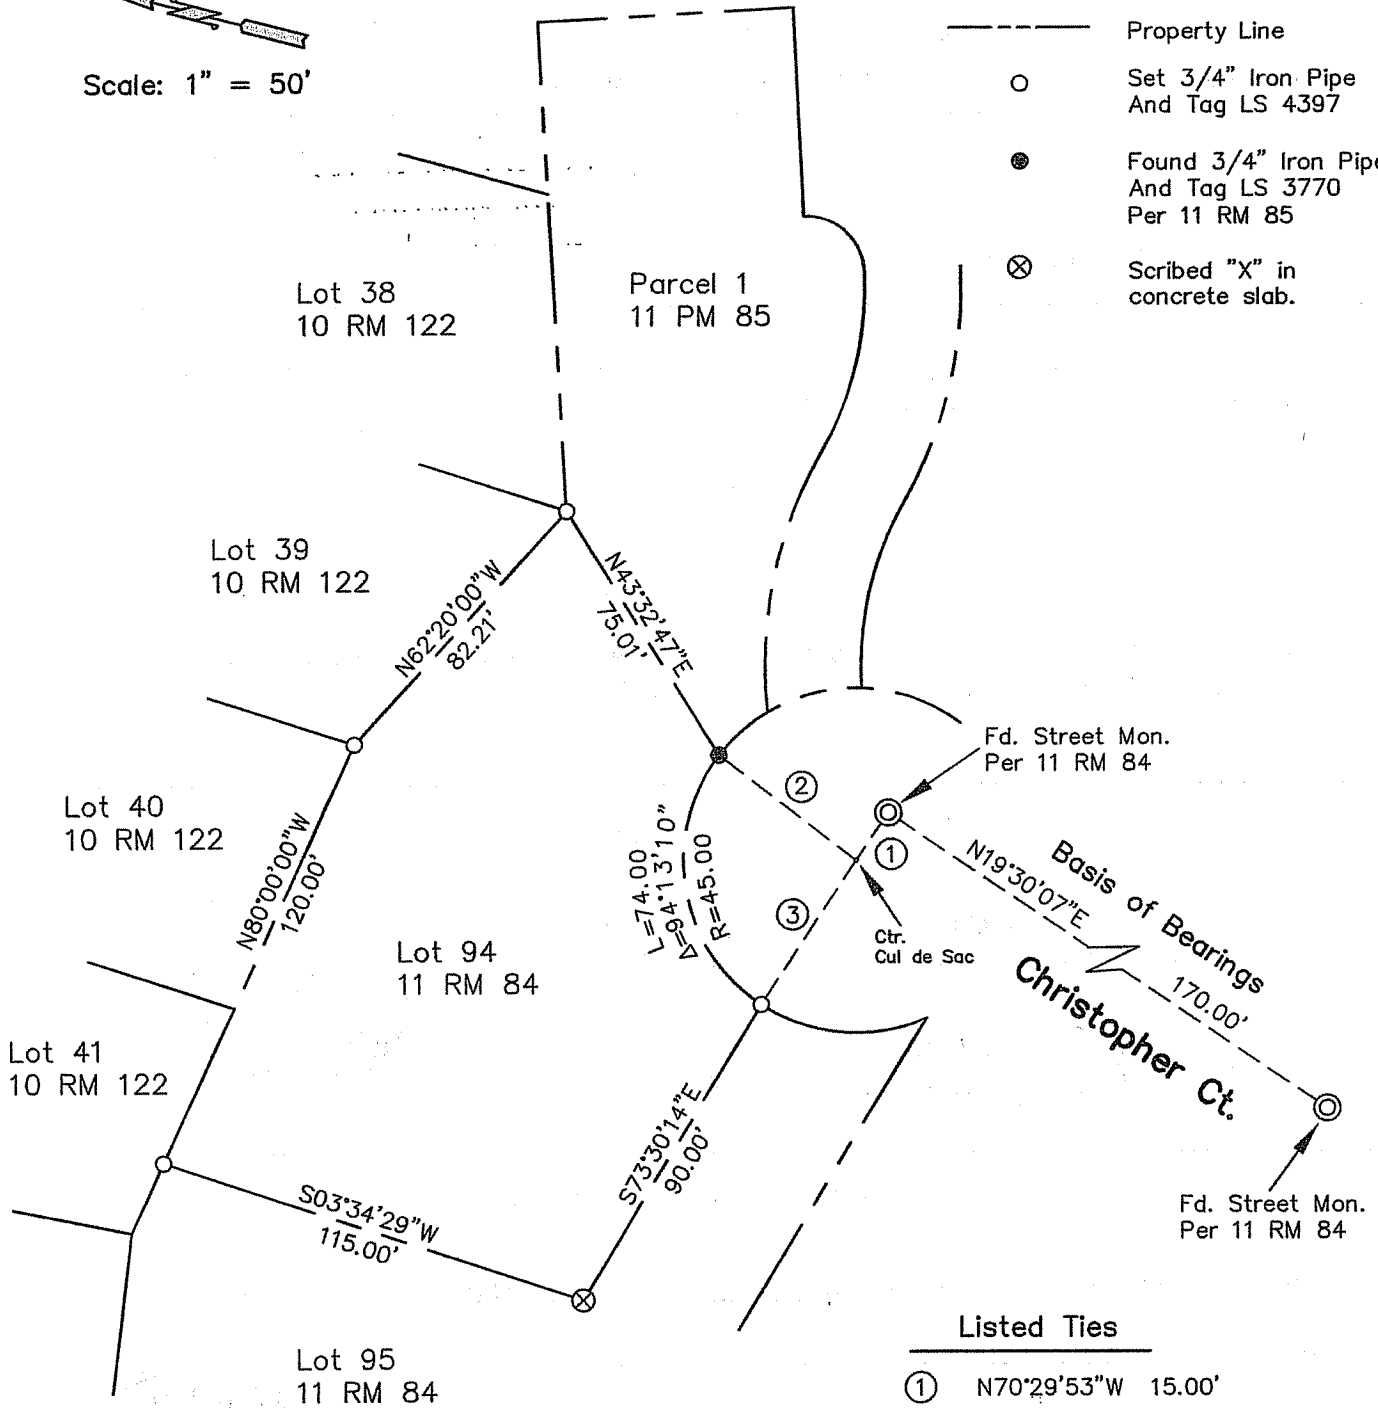 Scale: 1" = 50'
Property Line
Set 3/4" Iron Pipe
And Tag LS 4397
Found 3/4" Iron Pipe
And Tag LS 3770
Per 11 RM 85
Scribed "X" in
concrete slab.
Lot 38
10 RM 122
Parcel 1
11 PM 85
Lot 39
10 RM 122
N62°20'00"W
82.21'
N43°32'47"E
75.01'
Fd. Street Mon.
Per 11 RM 84
Lot 40
10 RM 122
N80°00'00"W
120.00'
L=74.00
Δ=94°13'10"
R=45.00
2
1
3
Ctr.
Cul de Sac
N19°30'07"E
170.00'
Basis of Bearings
Christopher Ct.
Lot 94
11 RM 84
Lot 41
10 RM 122
S03°34'29"W
115.00'
S73°30'14"E
90.00'
Fd. Street Mon.
Per 11 RM 84
Lot 95
11 RM 84
Listed Ties
1 N70°29'53"W 15.00'